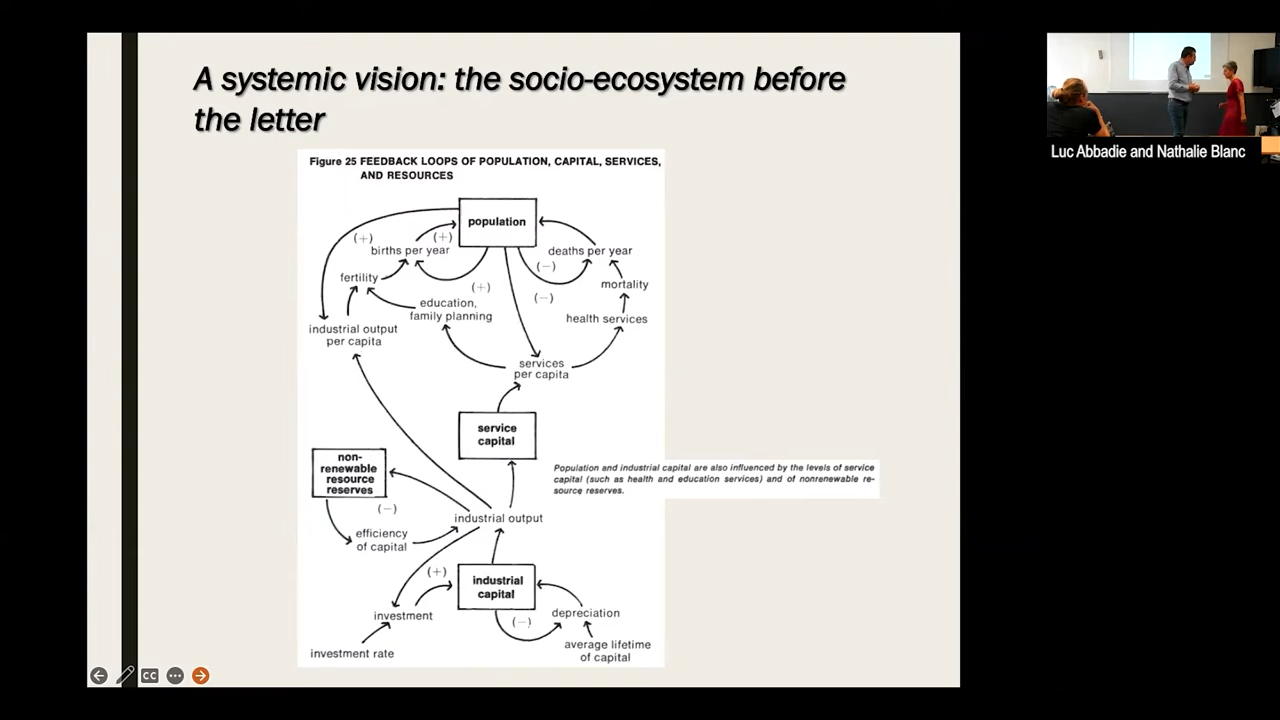 A systemic vision: the socio-ecosystem before
the letter
Figure 25 FEEDBACK LOOPS OF POPULATION, CAPITAL, SERVICES,
AND RESOURCES
population
(+)
births per year
(+)
deaths per year
(−)
fertility
(+)
mortality
(−)
education,
family planning
health services
industrial output
per capita
services
per capita
service
capital
non-
renewable
resource
reserves
Population and industrial capital are also influenced by the levels of service
capital (such as health and education services) and of nonrenewable re-
source reserves.
(−)
industrial output
efficiency
of capital
(+)
industrial
capital
investment
(−)
depreciation
investment rate
average lifetime
of capital
CC
Luc Abbadie and Nathalie Blanc